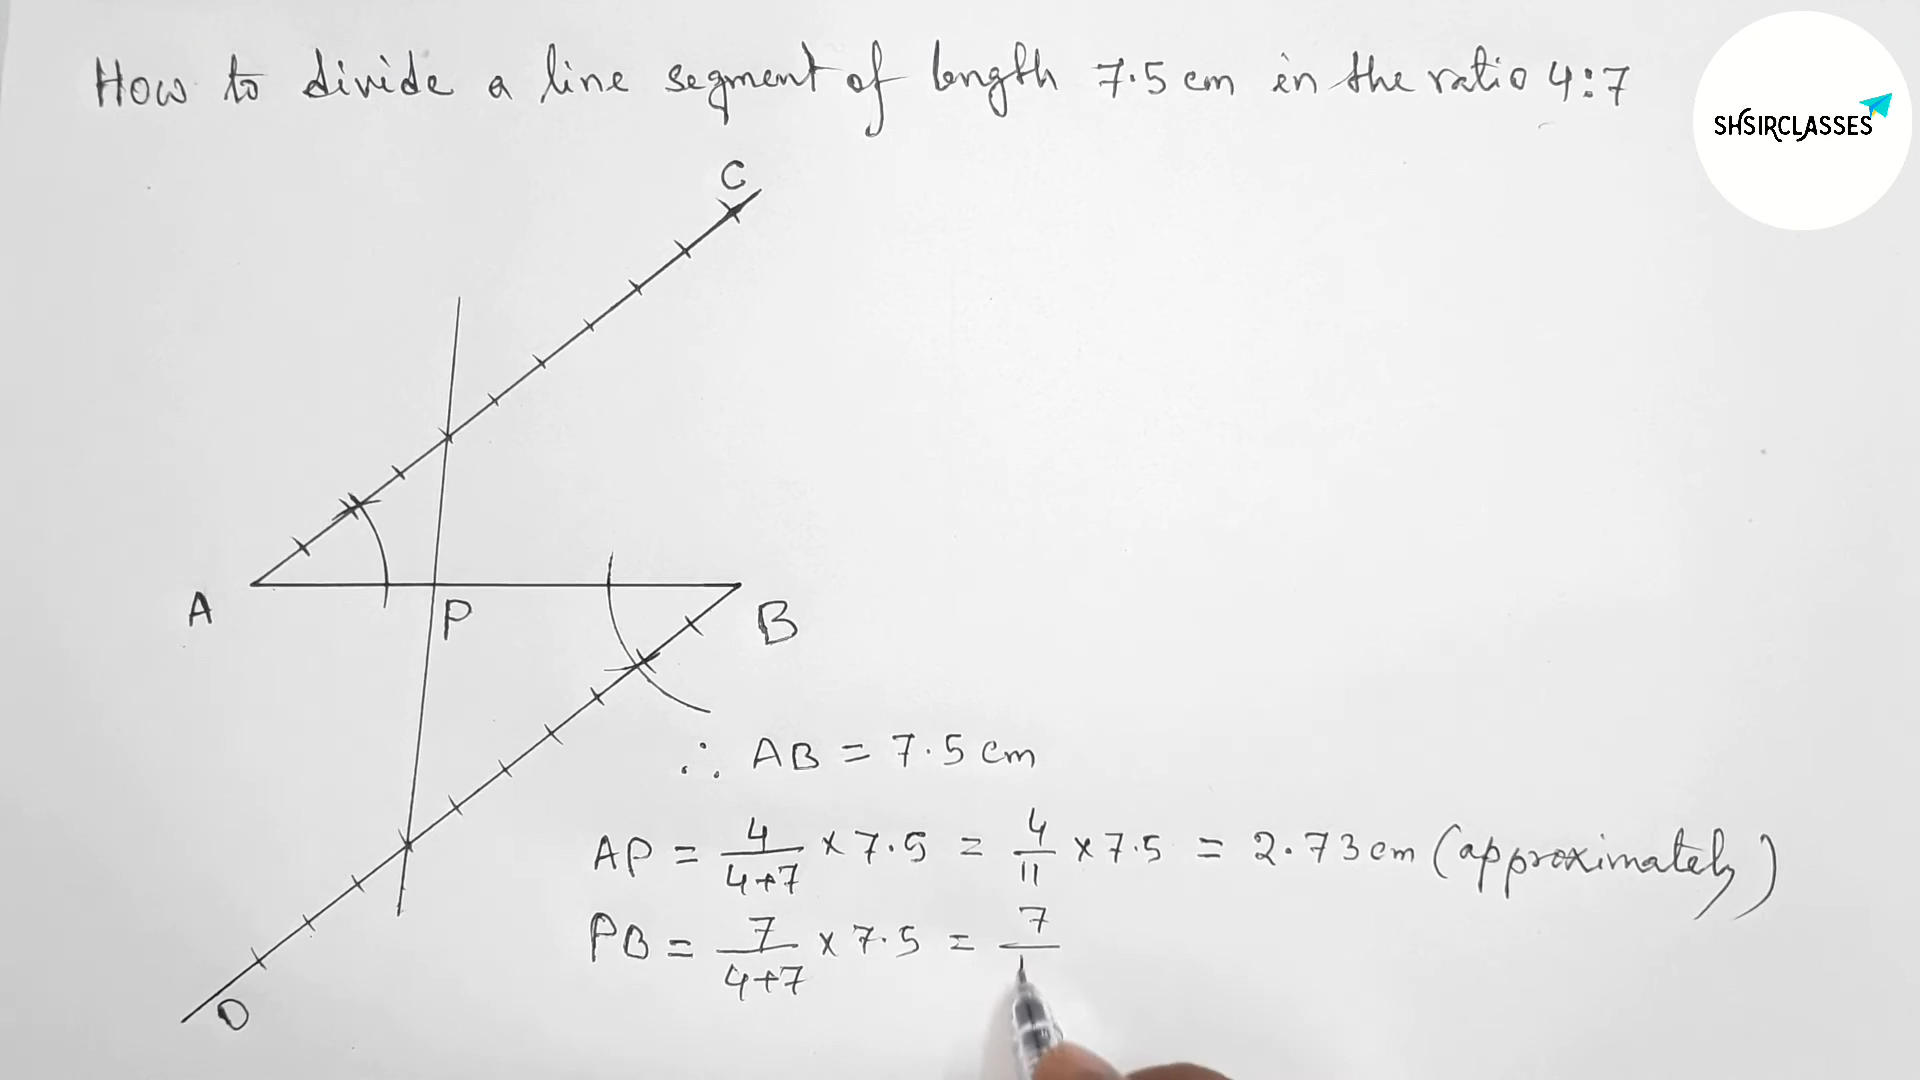 How to divide a line segment of length 7.5 cm in the ratio 4:7
SHSIRCLASSES
C
A
P
B
∴ AB = 7.5 cm
AP = 4/4+7 × 7.5 = 4/11 × 7.5 = 2.73 cm (approximately)
PB = 7/4+7 × 7.5 = 7/
D